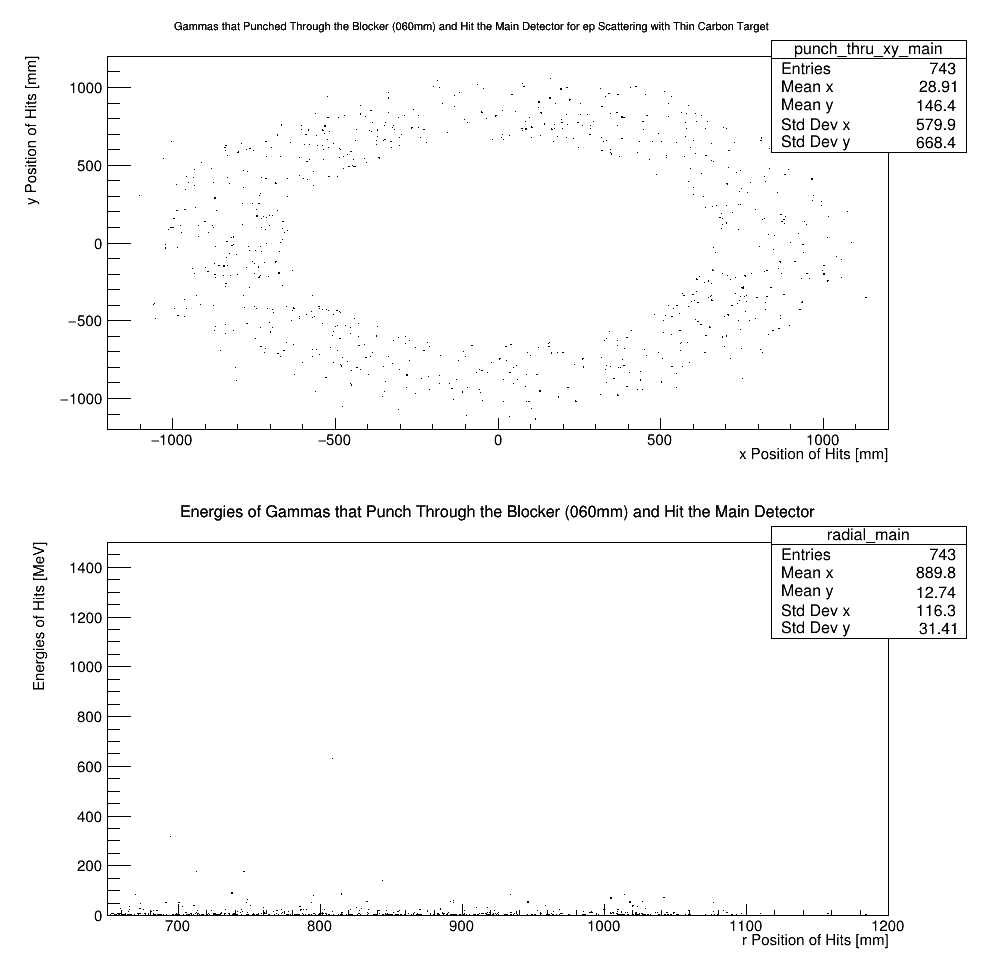 Gammas that Punched Through the Blocker (060mm) and Hit the Main Detector for ep Scattering with Thin Carbon Target
punch_thru_xy_main
Entries 743
Mean x 28.91
Mean y 146.4
Std Dev x 579.9
Std Dev y 668.4
y Position of Hits [mm]
1000
500
0
−500
−1000
−1000 −500 0 500 1000
x Position of Hits [mm]
Energies of Gammas that Punch Through the Blocker (060mm) and Hit the Main Detector
radial_main
Entries 743
Mean x 889.8
Mean y 12.74
Std Dev x 116.3
Std Dev y 31.41
Energies of Hits [MeV]
1400
1200
1000
800
600
400
200
0
700 800 900 1000 1100 1200
r Position of Hits [mm]